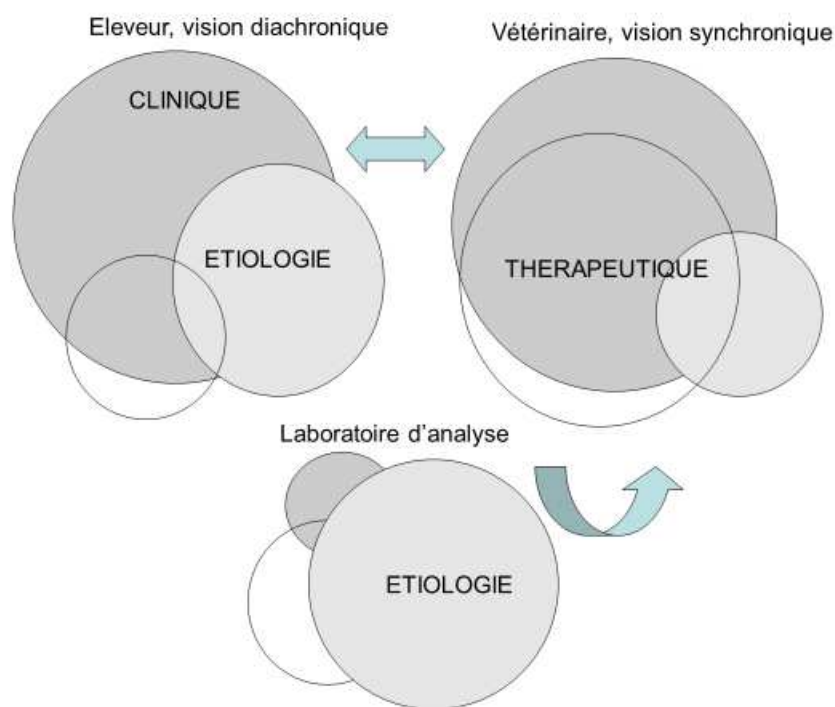 Eleveur, vision diachronique
Vétérinaire, vision synchronique
CLINIQUE
ETIOLOGIE
THERAPEUTIQUE
Laboratoire d'analyse
ETIOLOGIE